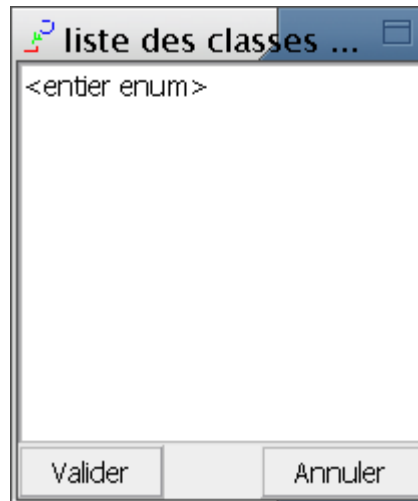 liste des classes ...
<entier enum>
Valider
Annuler